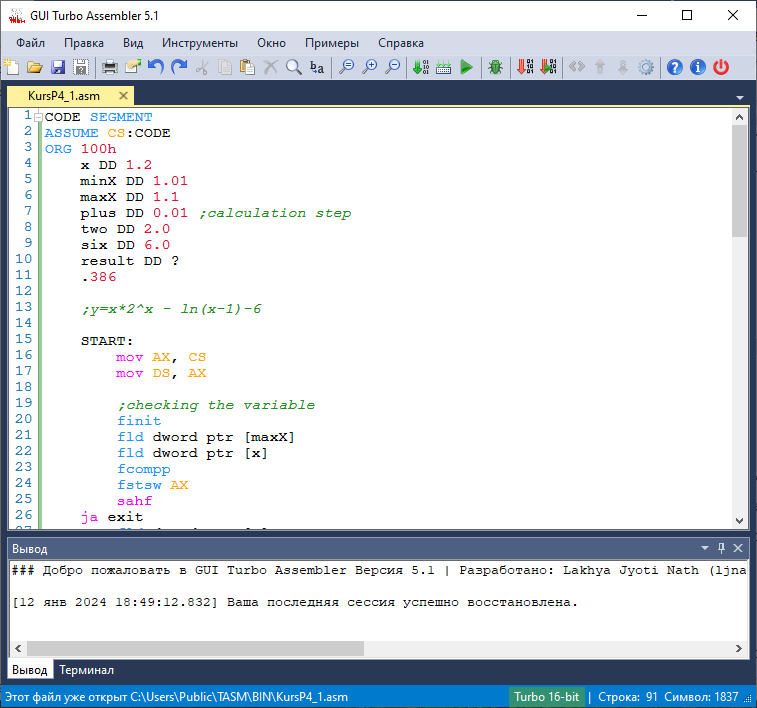 GUI Turbo Assembler 5.1
Файл Правка Вид Инструменты Окно Примеры Справка
KursP4_1.asm
1 CODE SEGMENT
2 ASSUME CS:CODE
3 ORG 100h
4 x DD 1.2
5 minX DD 1.01
6 maxX DD 1.1
7 plus DD 0.01 ;calculation step
8 two DD 2.0
9 six DD 6.0
10 result DD ?
11 .386
12
13 ;y=x*2^x - ln(x-1)-6
14
15 START:
16 mov AX, CS
17 mov DS, AX
18
19 ;checking the variable
20 finit
21 fld dword ptr [maxX]
22 fld dword ptr [x]
23 fcompp
24 fstsw AX
25 sahf
26 ja exit
Вывод
### Добро пожаловать в GUI Turbo Assembler Версия 5.1 | Разработано: Lakhya Jyoti Nath (ljna
[12 янв 2024 18:49:12.832] Ваша последняя сессия успешно восстановлена.
Вывод Терминал
Этот файл уже открыт C:\Users\Public\TASM\BIN\KursP4_1.asm Turbo 16-bit | Строка: 91 Символ: 1837